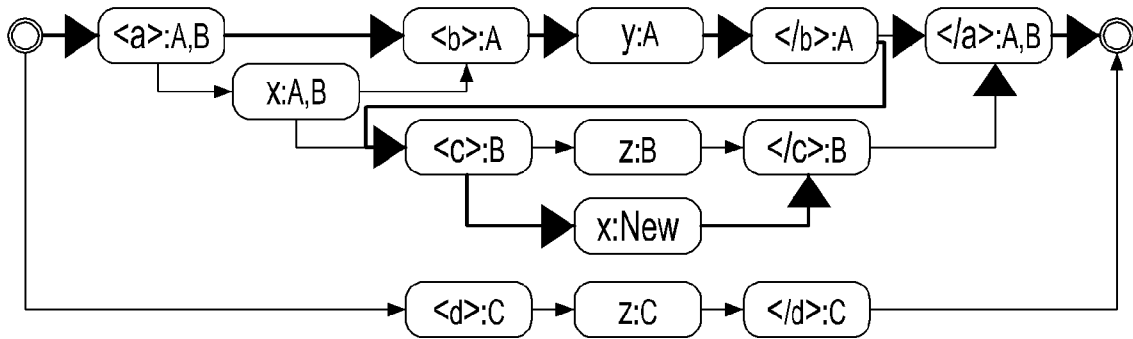 <a>:A,B
<b>:A
y:A
</b>:A
</a>:A,B
x:A,B
<c>:B
z:B
</c>:B
x:New
<d>:C
z:C
</d>:C